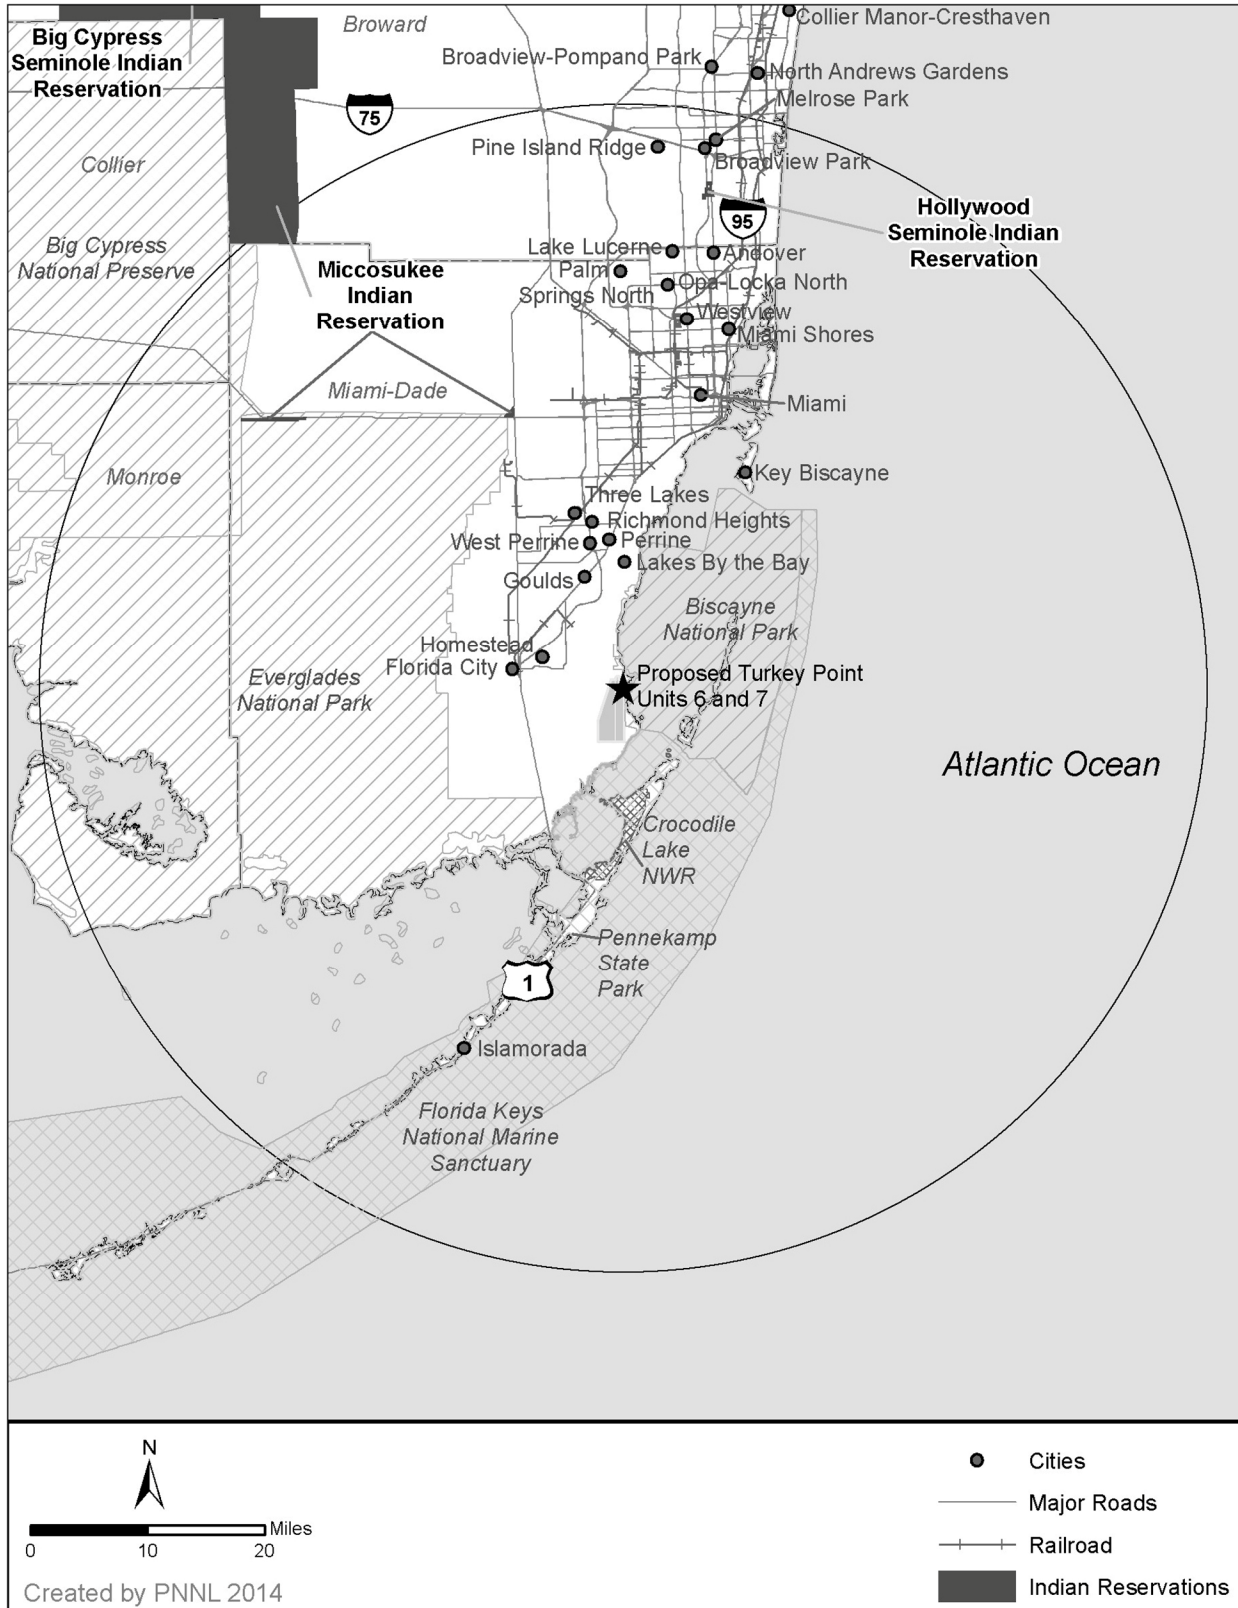 Collier Manor-Cresthaven
Broward
Big Cypress
Seminole Indian
Reservation
Broadview-Pompano Park
North Andrews Gardens
Melrose Park
75
Pine Island Ridge
Broadview Park
Collier
Hollywood
Seminole Indian
Reservation
95
Big Cypress
National Preserve
Lake Lucerne
Andover
Miccosukee
Indian
Reservation
Palm
Springs North
Opa-Locka North
Westview
Miami Shores
Miami-Dade
Miami
Monroe
Key Biscayne
Three Lakes
Richmond Heights
West Perrine
Perrine
Lakes By the Bay
Goulds
Biscayne
National Park
Homestead
Florida City
Everglades
National Park
Proposed Turkey Point
Units 6 and 7
Atlantic Ocean
Crocodile
Lake
NWR
Pennekamp
State
Park
1
Islamorada
Florida Keys
National Marine
Sanctuary
N
Miles
0 10 20
Created by PNNL 2014
Cities
Major Roads
Railroad
Indian Reservations